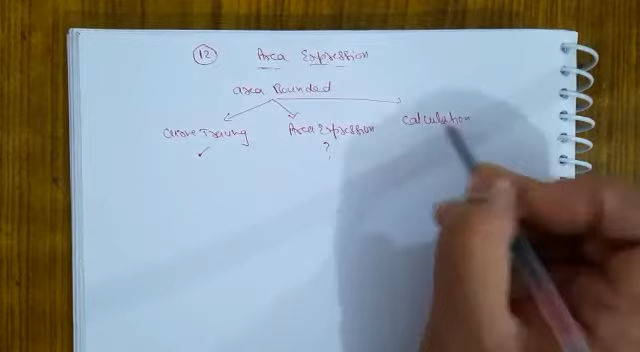 12 Area Expression
area Bounded
Curve Tracing Area Expression Calculation
?